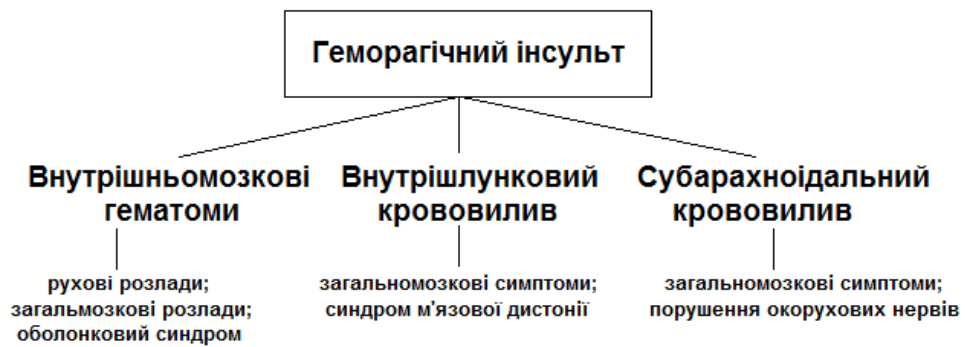 Геморагічний інсульт
Внутрішньомозкові
гематоми
Внутрішлунковий
крововилив
Субарахноідальний
крововилив
рухові розлади;
загальмозкові розлади;
оболонковий синдром
загальномозкові симптоми;
синдром м'язової дистонії
загальномозкові симптоми;
порушення окорухових нервів